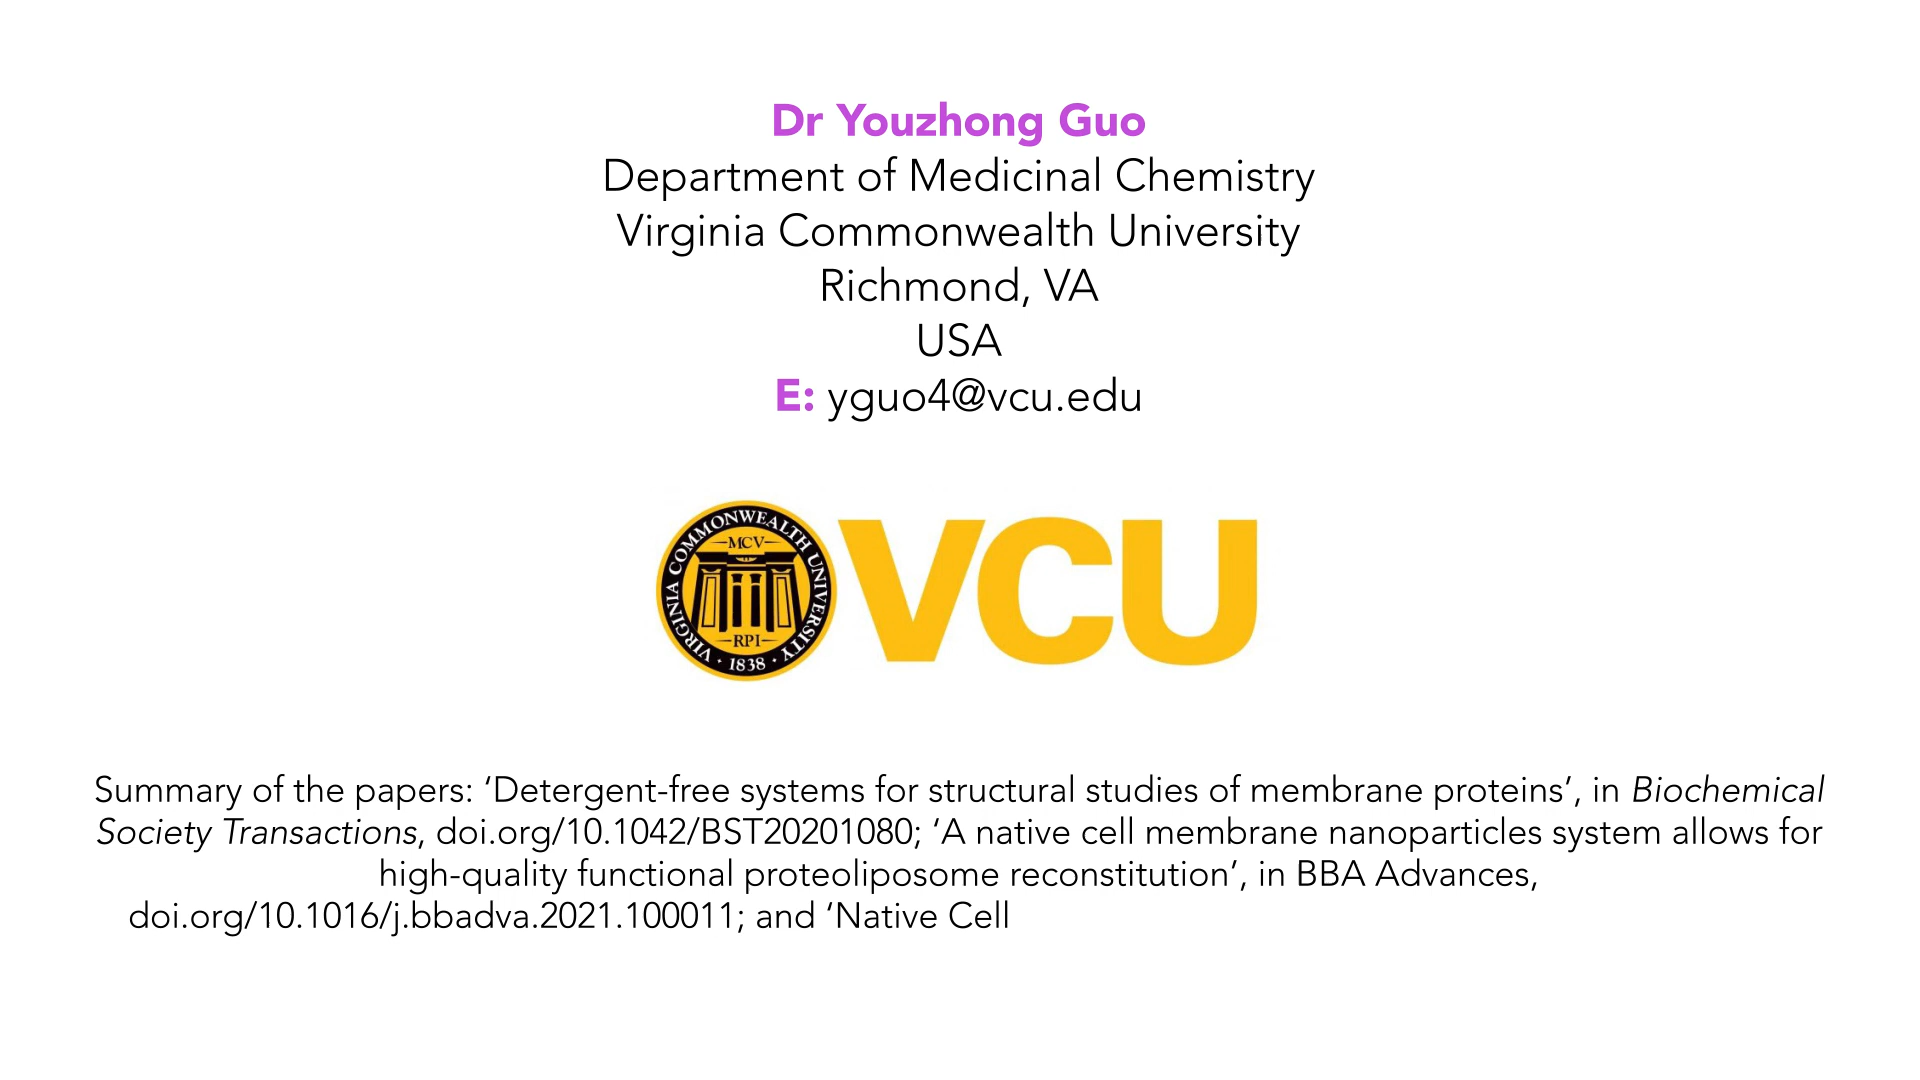 Dr Youzhong Guo
Department of Medicinal Chemistry
Virginia Commonwealth University
Richmond, VA
USA
E: yguo4@vcu.edu
VIRGINIA COMMONWEALTH UNIVERSITY
MCV
RPI
· 1838 ·
VCU
Summary of the papers: ‘Detergent-free systems for structural studies of membrane proteins’, in Biochemical
Society Transactions, doi.org/10.1042/BST20201080; ‘A native cell membrane nanoparticles system allows for
high-quality functional proteoliposome reconstitution’, in BBA Advances,
doi.org/10.1016/j.bbadva.2021.100011; and ‘Native Cell